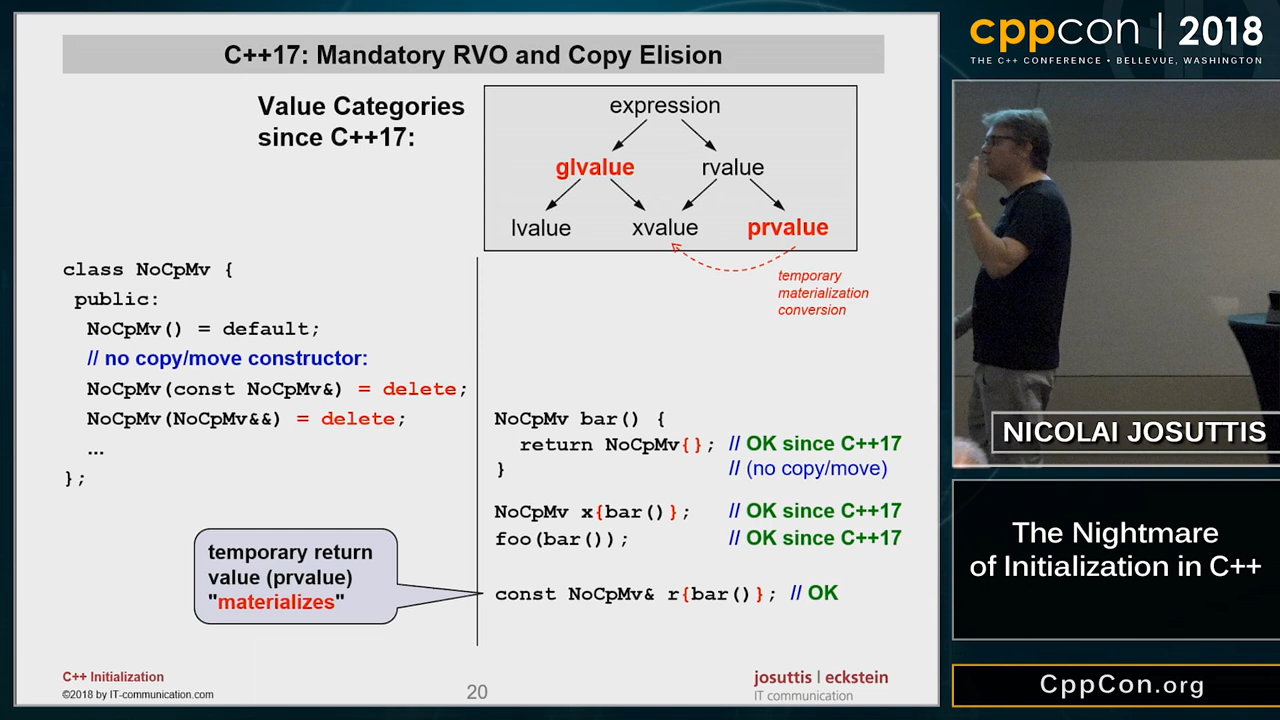 C++17: Mandatory RVO and Copy Elision
Value Categories
since C++17:
expression
glvalue rvalue
lvalue xvalue prvalue
temporary
materialization
conversion
class NoCpMv {
public:
NoCpMv() = default;
// no copy/move constructor:
NoCpMv(const NoCpMv&) = delete;
NoCpMv(NoCpMv&&) = delete;
...
};
NoCpMv bar() {
return NoCpMv{}; // OK since C++17
} // (no copy/move)
NoCpMv x{bar()}; // OK since C++17
foo(bar()); // OK since C++17
temporary return
value (prvalue)
"materializes"
const NoCpMv& r{bar()}; // OK
C++ Initialization
©2018 by IT-communication.com
20
josuttis | eckstein
IT communication
cppcon | 2018
THE C++ CONFERENCE • BELLEVUE, WASHINGTON
NICOLAI JOSUTTIS
The Nightmare
of Initialization in C++
CppCon.org